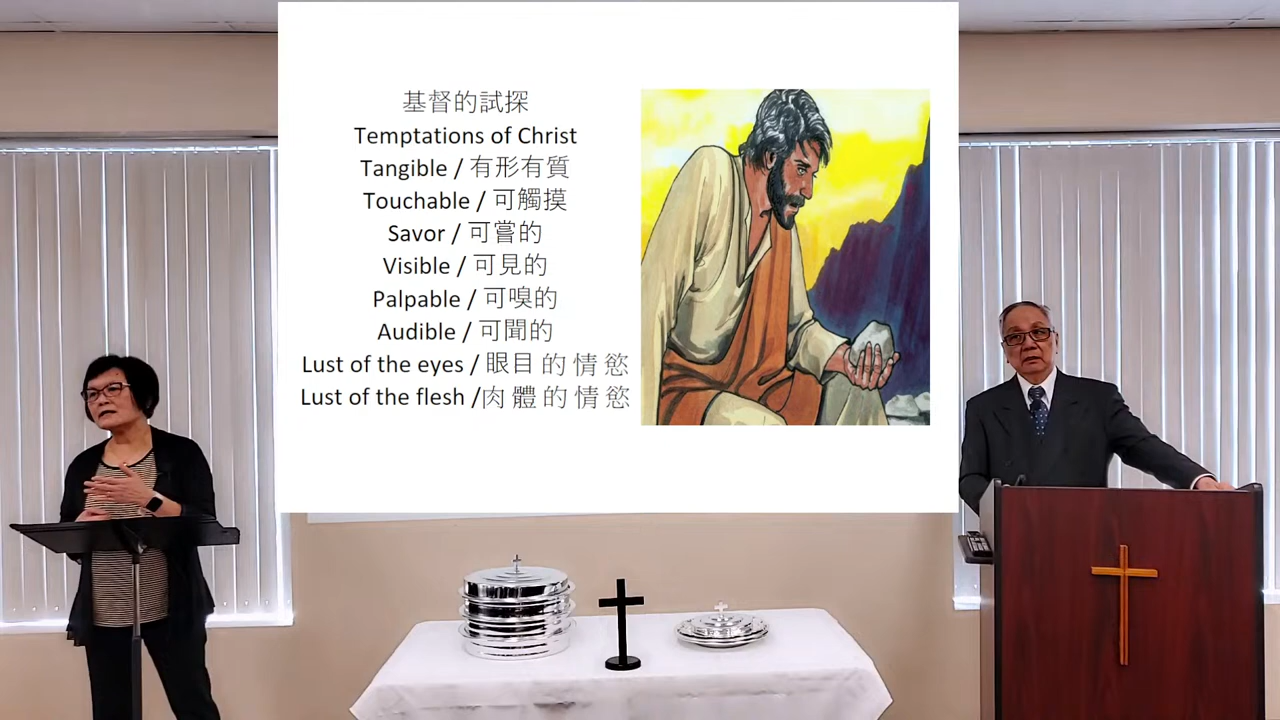 基督的試探
Temptations of Christ
Tangible / 有形有質
Touchable / 可觸摸
Savor / 可嘗的
Visible / 可見的
Palpable / 可嗅的
Audible / 可聞的
Lust of the eyes / 眼目的情慾
Lust of the flesh /肉體的情慾